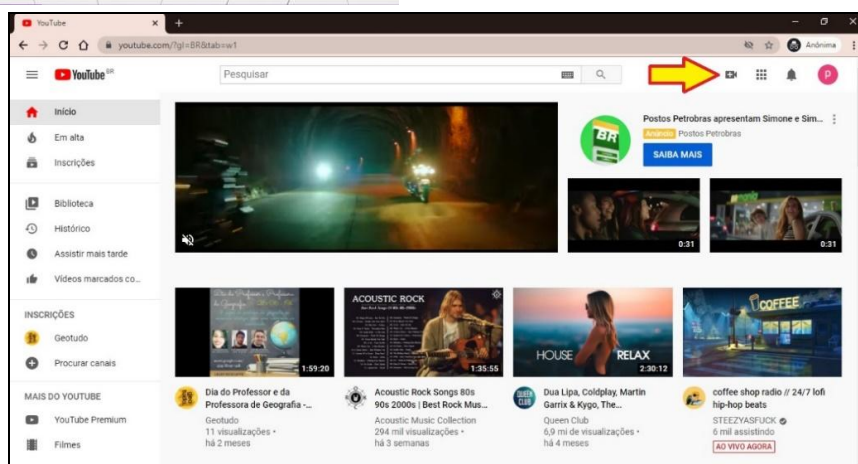 YouTube
youtube.com/?gl=BR&tab=w1
Anônima
YouTube BR
Pesquisar
P
Início
Em alta
Inscrições
Biblioteca
Histórico
Assistir mais tarde
Vídeos marcados co...
INSCRIÇÕES
Geotudo
Procurar canais
MAIS DO YOUTUBE
YouTube Premium
Filmes
BR
Postos Petrobras apresentam Simone e Sim...
Anúncio Postos Petrobras
SAIBA MAIS
0:31
0:31
1:59:20
Dia do Professor e da
Professora de Geografia -...
Geotudo
11 visualizações •
há 2 meses
ACOUSTIC ROCK
1:35:55
Acoustic Rock Songs 80s
90s 2000s | Best Rock Mus...
Acoustic Music Collection
294 mil visualizações •
há 3 semanas
HOUSE RELAX
2:30:12
QUEEN CLUB
Dua Lipa, Coldplay, Martin
Garrix & Kygo, The...
Queen Club
6,9 mi de visualizações •
há 4 meses
COFFEE
coffee shop radio // 24/7 lofi
hip-hop beats
STEEZYASFUCK
6 mil assistindo
AO VIVO AGORA